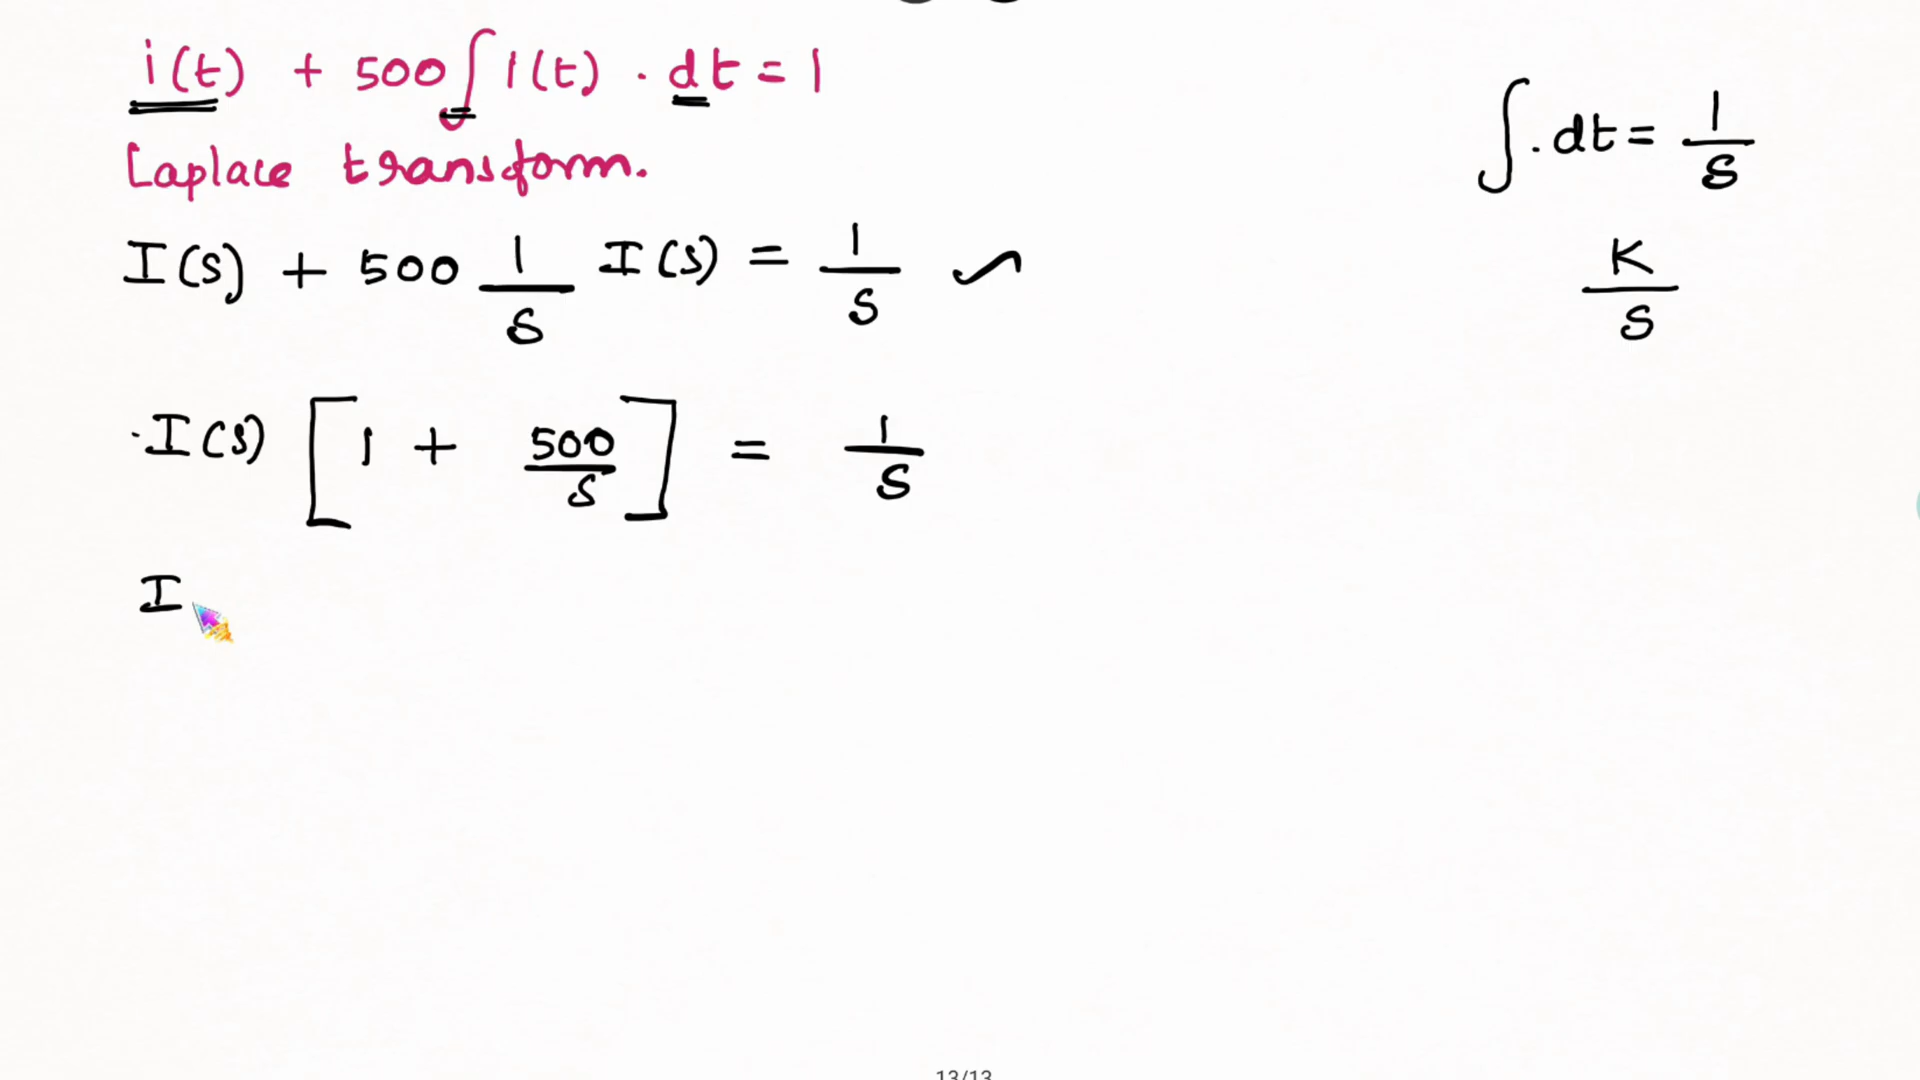 i(t) + 500∫ I(t) . dt = 1
Laplace transform.
I(S) + 500 1/S I(S) = 1/S
. I(S) [ 1 + 500/S ] = 1/S
I
∫ . dt = 1/S
K/S
13/13